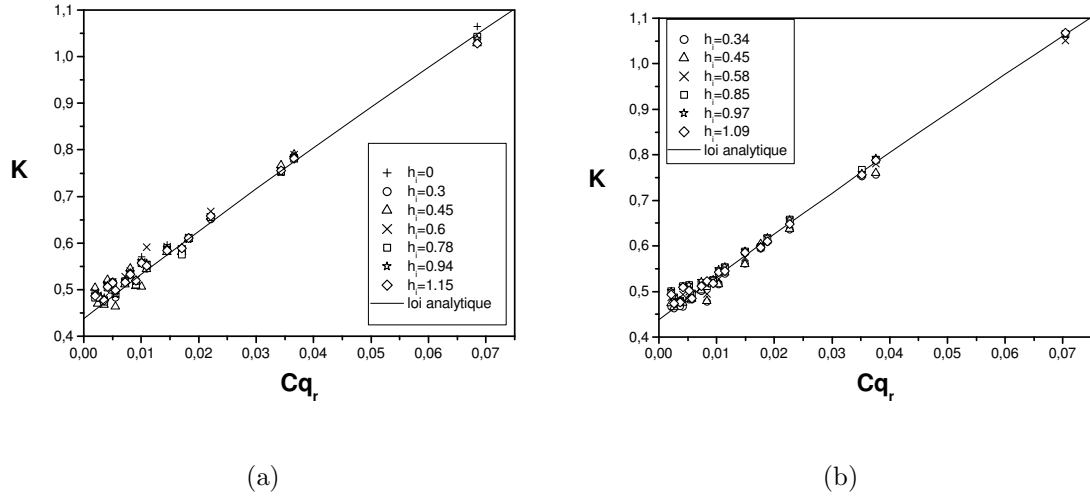 1,1
1,0
0,9
0,8
0,7
0,6
0,5
0,4
K
h_i=0
h_i=0.3
h_i=0.45
h_i=0.6
h_i=0.78
h_i=0.94
h_i=1.15
loi analytique
0,00 0,01 0,02 0,03 0,04 0,05 0,06 0,07
Cq_r
(a)
1,1
1,0
0,9
0,8
0,7
0,6
0,5
0,4
K
h_i=0.34
h_i=0.45
h_i=0.58
h_i=0.85
h_i=0.97
h_i=1.09
loi analytique
0,00 0,01 0,02 0,03 0,04 0,05 0,06 0,07
Cq_r
(b)